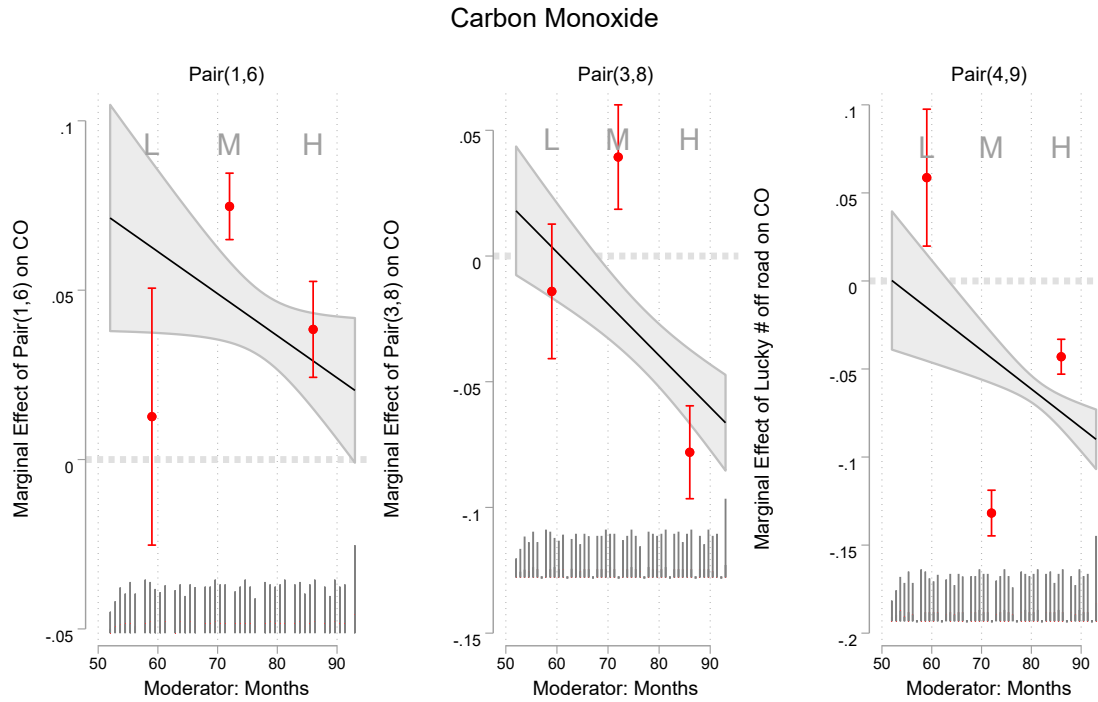 Carbon Monoxide
Pair(1,6)
Marginal Effect of Pair(1,6) on CO
.1
.05
0
-.05
L M H
50 60 70 80 90
Moderator: Months
Pair(3,8)
Marginal Effect of Pair(3,8) on CO
.05
0
-.05
-.1
-.15
L M H
50 60 70 80 90
Moderator: Months
Pair(4,9)
Marginal Effect of Lucky # off road on CO
.1
.05
0
-.05
-.1
-.15
-.2
L M H
50 60 70 80 90
Moderator: Months